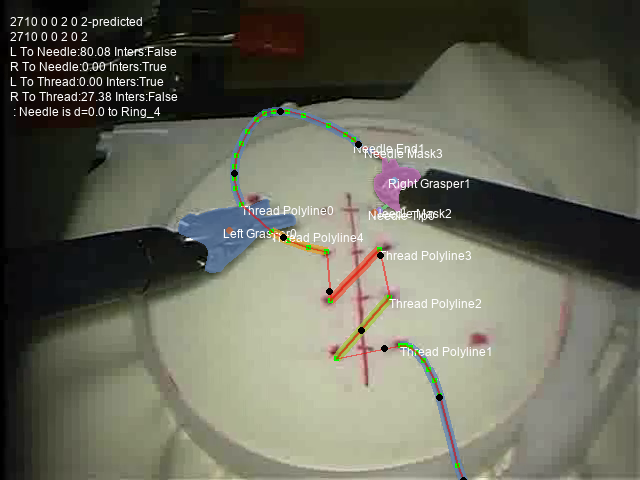 2710 0 0 2 0 2-predicted
2710 0 0 2 0 2
L To Needle:80.08 Inters:False
R To Needle:0.00 Inters:True
L To Thread:0.00 Inters:True
R To Thread:27.38 Inters:False
: Needle is d=0.0 to Ring_4
Needle End1
Needle Mask3
Right Grasper1
Needle Mask2
Needle Tip0
Thread Polyline0
Left Grasper0
Thread Polyline4
Thread Polyline3
Thread Polyline2
Thread Polyline1